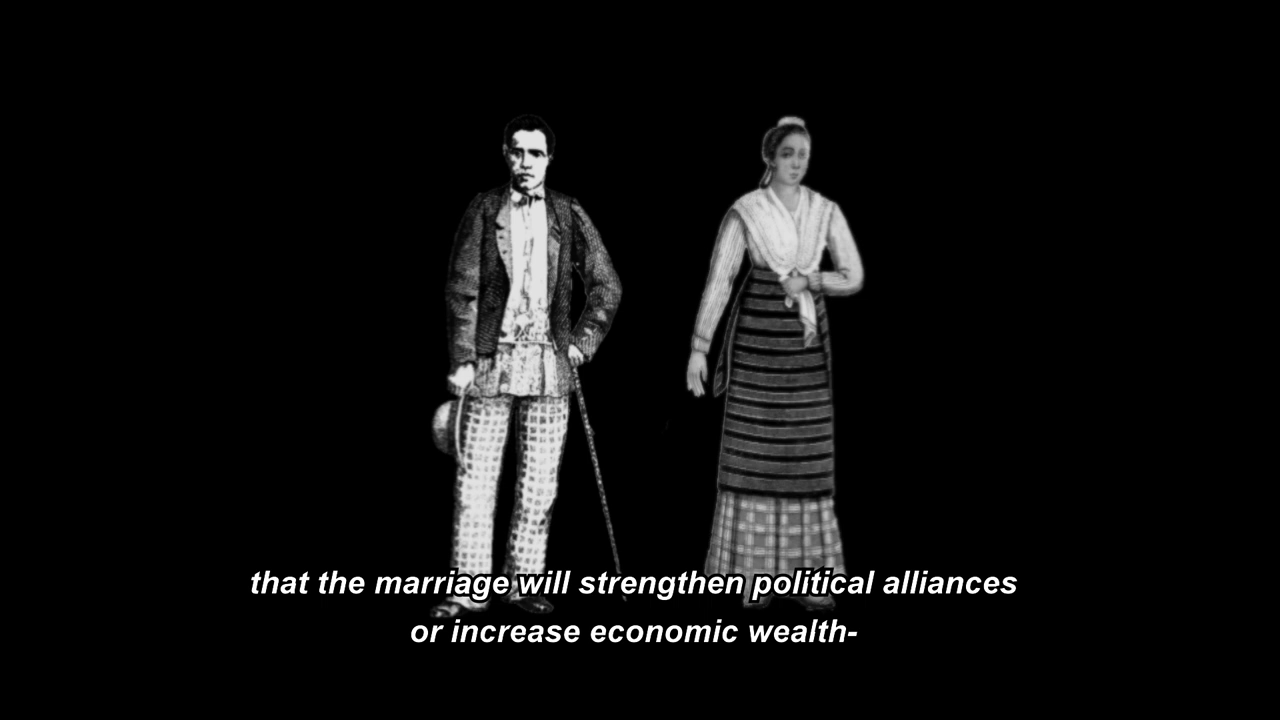 that the marriage will strengthen political alliances
or increase economic wealth-